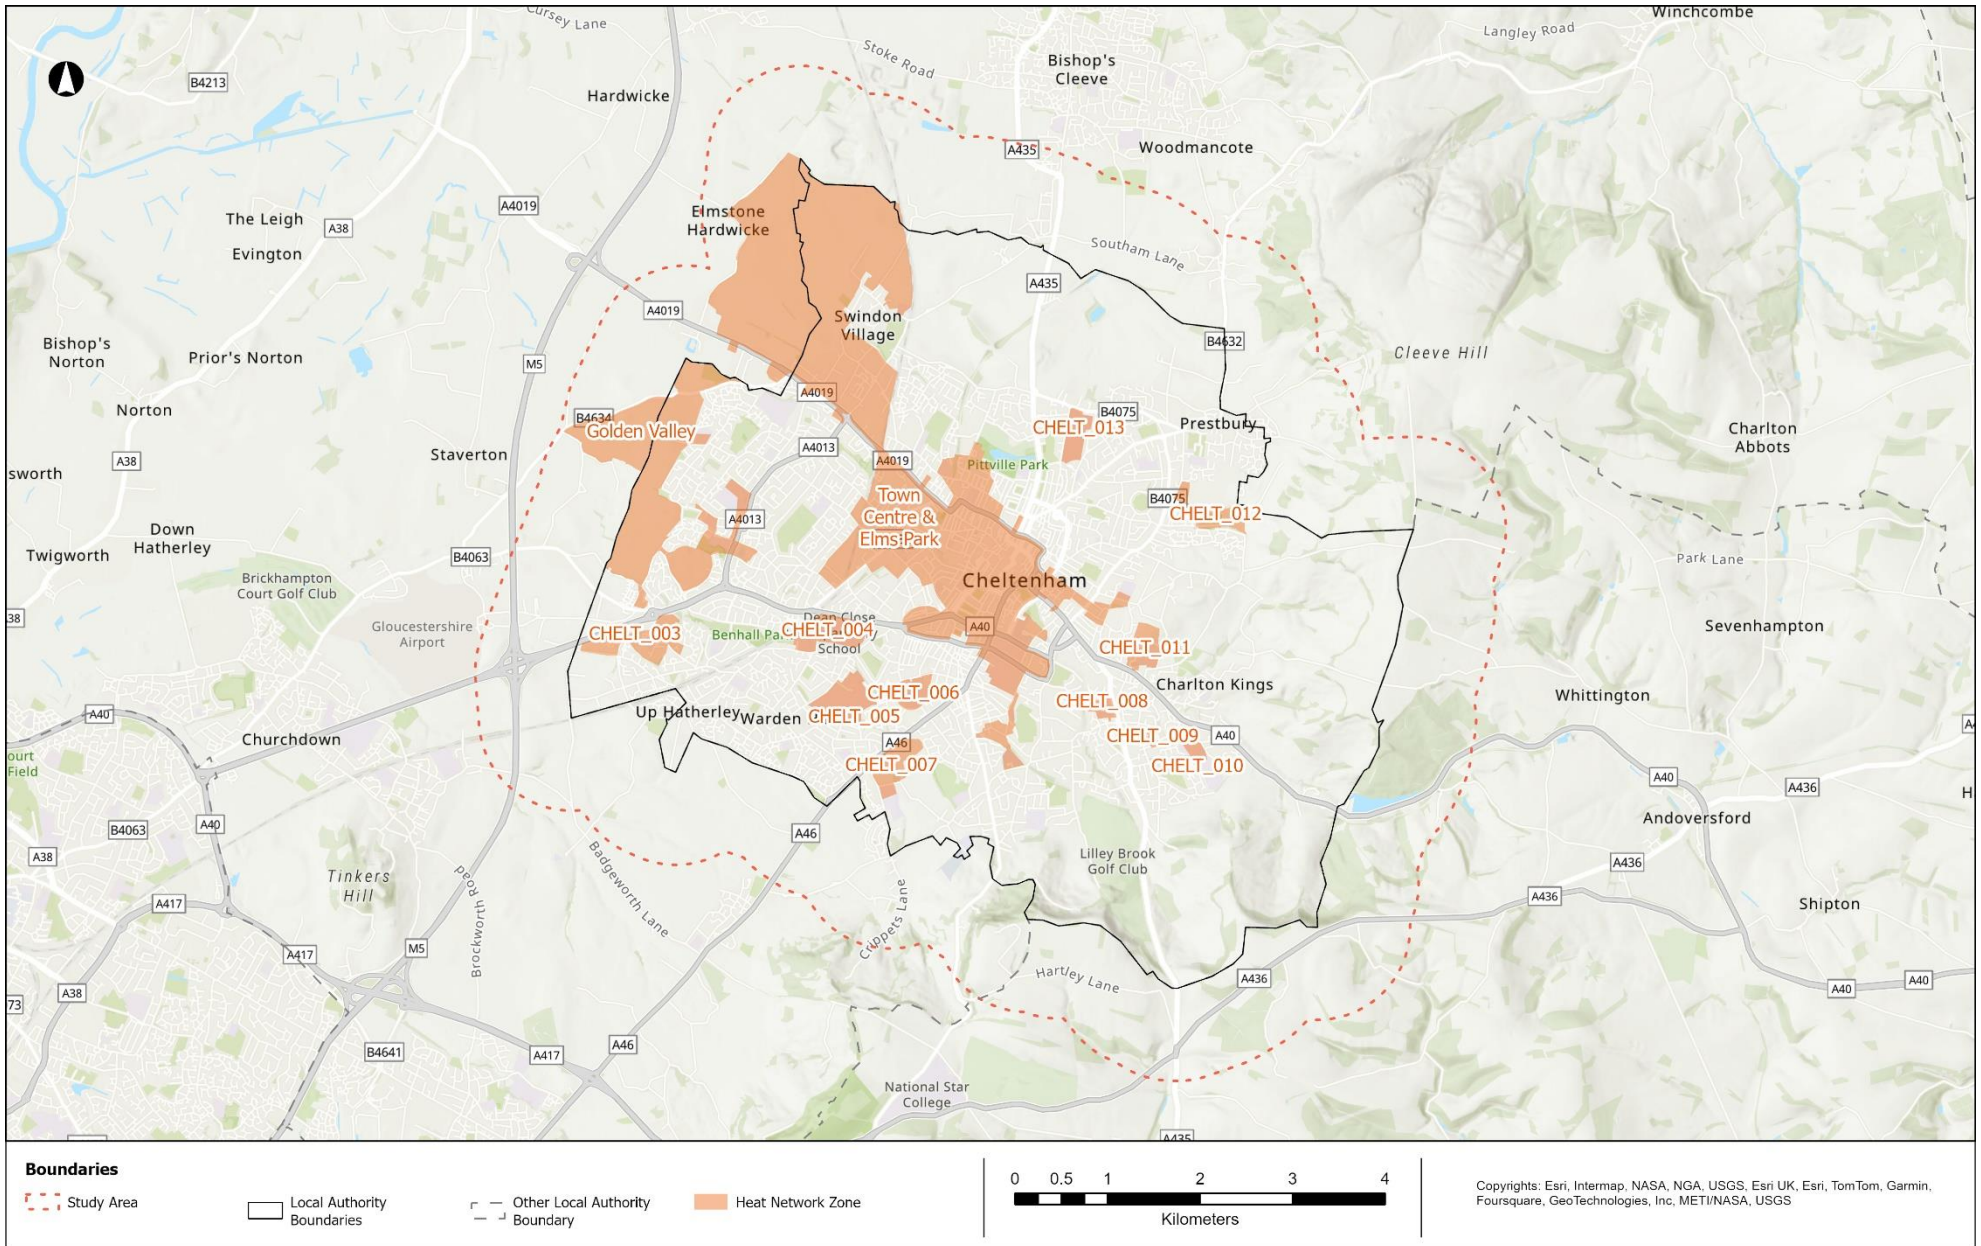 Cursey Lane
Winchcombe
Langley Road
Stoke Road
Bishop's
Cleeve
B4213
Hardwicke
A435
Woodmancote
A4019
Elmstone
Hardwicke
The Leigh
A38
Evington
Southam Lane
A435
A4019
Swindon
Village
B4632
Bishop's
Norton
Prior's Norton
M5
Cleeve Hill
A4019
Norton
B4634
Golden Valley
B4075
CHELT_013
Prestbury
Charlton
Abbots
A4013
Staverton
A38
A4019
Pittville Park
sworth
Town
Centre &
Elms Park
B4075
CHELT_012
A4013
Down
Hatherley
Twigworth
B4063
Park Lane
Brickhampton
Court Golf Club
Cheltenham
38
Gloucestershire
Airport
CHELT_003
Benhall Pa
Dean Close
School
CHELT_004
A40
Sevenhampton
CHELT_011
Charlton Kings
CHELT_006
Whittington
CHELT_008
Up Hatherley
Warden
CHELT_005
A40
Churchdown
A46
CHELT_009
A40
CHELT_010
ourt
Field
CHELT_007
A40
A436
B4063
A40
A46
Andoversford
A38
Lilley Brook
Golf Club
A436
Tinkers
Hill
Badgeworth Lane
Brockworth Road
Crippets Lane
A436
A417
Shipton
A417
M5
Hartley Lane
A436
A40
A40
A38
73
A46
B4641
A417
National Star
College
A435
Boundaries
Study Area
Local Authority
Boundaries
Other Local Authority
Boundary
Heat Network Zone
0 0.5 1 2 3 4
Kilometers
Copyrights: Esri, Intermap, NASA, NGA, USGS, Esri UK, Esri, TomTom, Garmin,
Foursquare, GeoTechnologies, Inc, METI/NASA, USGS